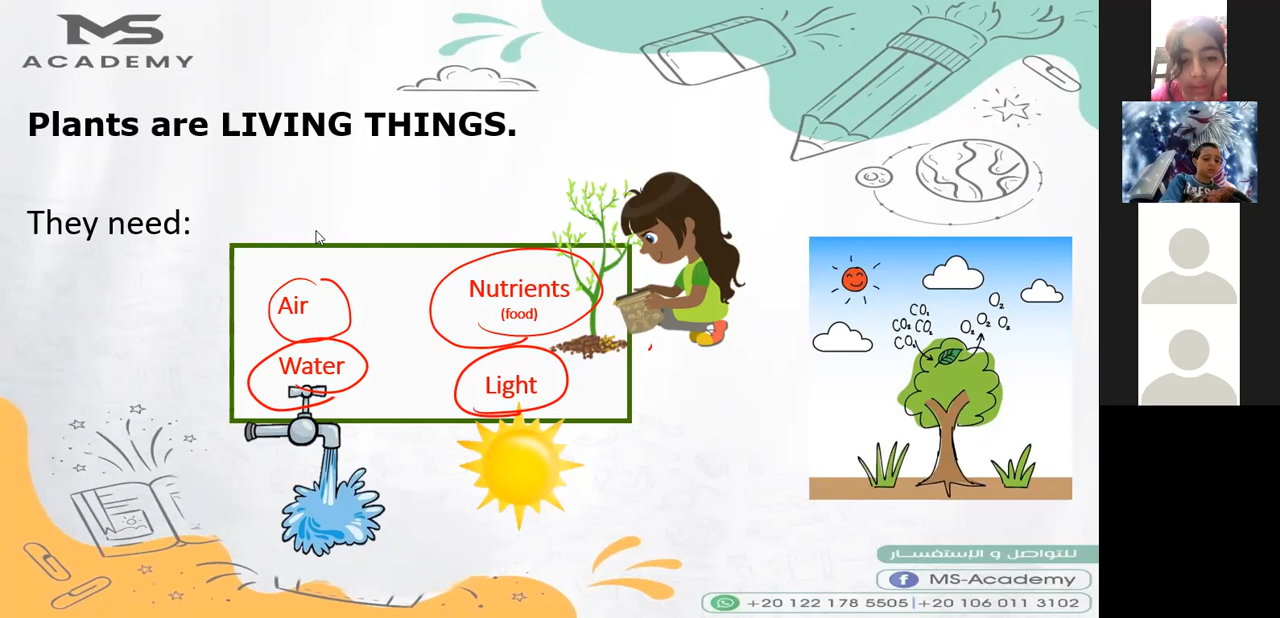 MS
ACADEMY
Plants are LIVING THINGS.
They need:
Air
Nutrients
(food)
Water
Light
CO₂
CO₂ CO₂
CO₂
O₂
O₂
O₂
O₂
للتواصل و الإستفسار
MS-Academy
+20 122 178 5505|+20 106 011 3102